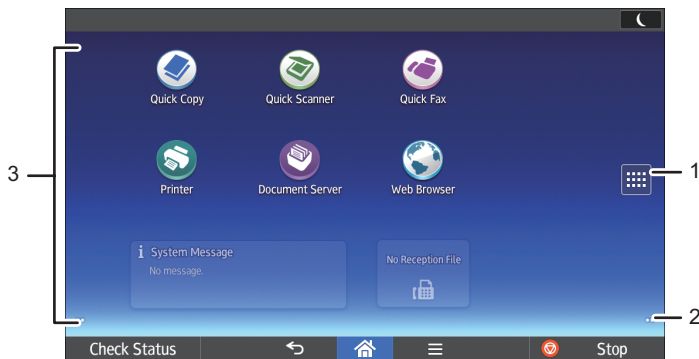 Quick Copy
Quick Scanner
Quick Fax
Printer
Document Server
Web Browser
1
3
i System Message
No message.
No Reception File
2
Check Status
Stop